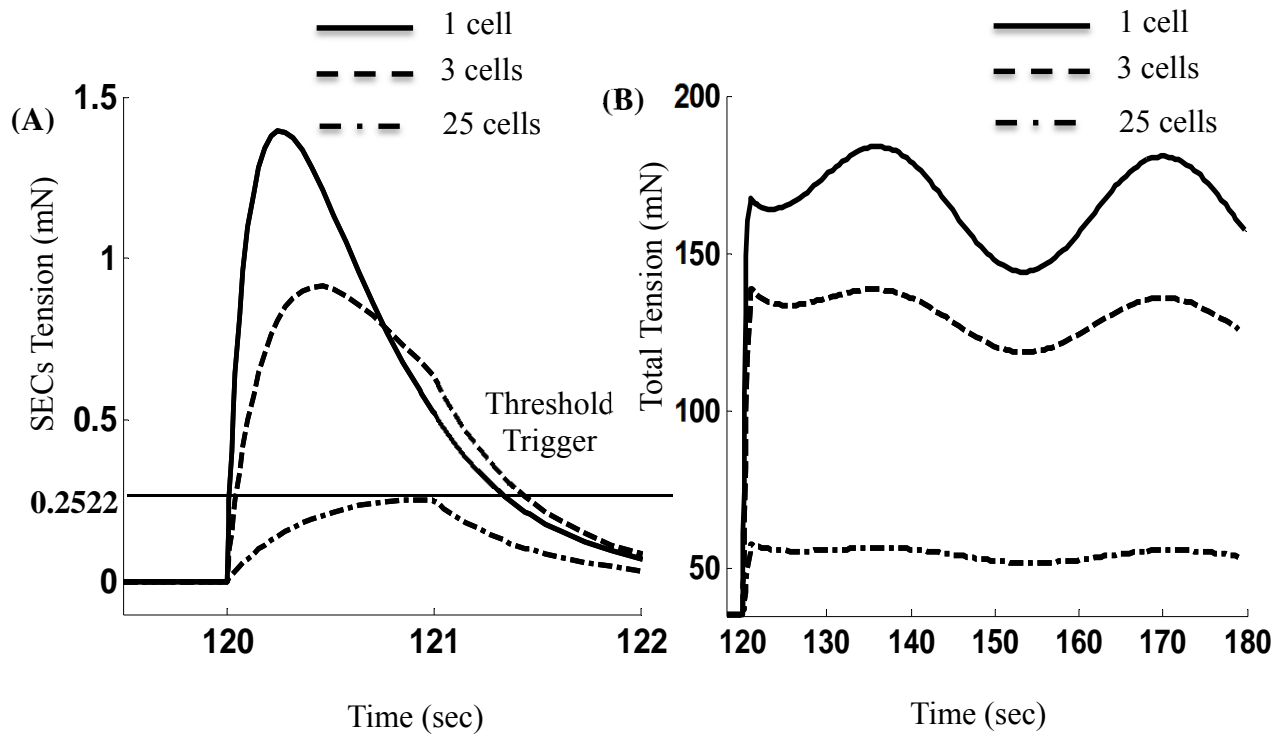 1 cell
3 cells
25 cells
(A)
1.5
1
0.5
0.2522
0
SECs Tension (mN)
Threshold
Trigger
120
121
122
Time (sec)
1 cell
3 cells
25 cells
(B)
200
150
100
50
Total Tension (mN)
120
130
140
150
160
170
180
Time (sec)